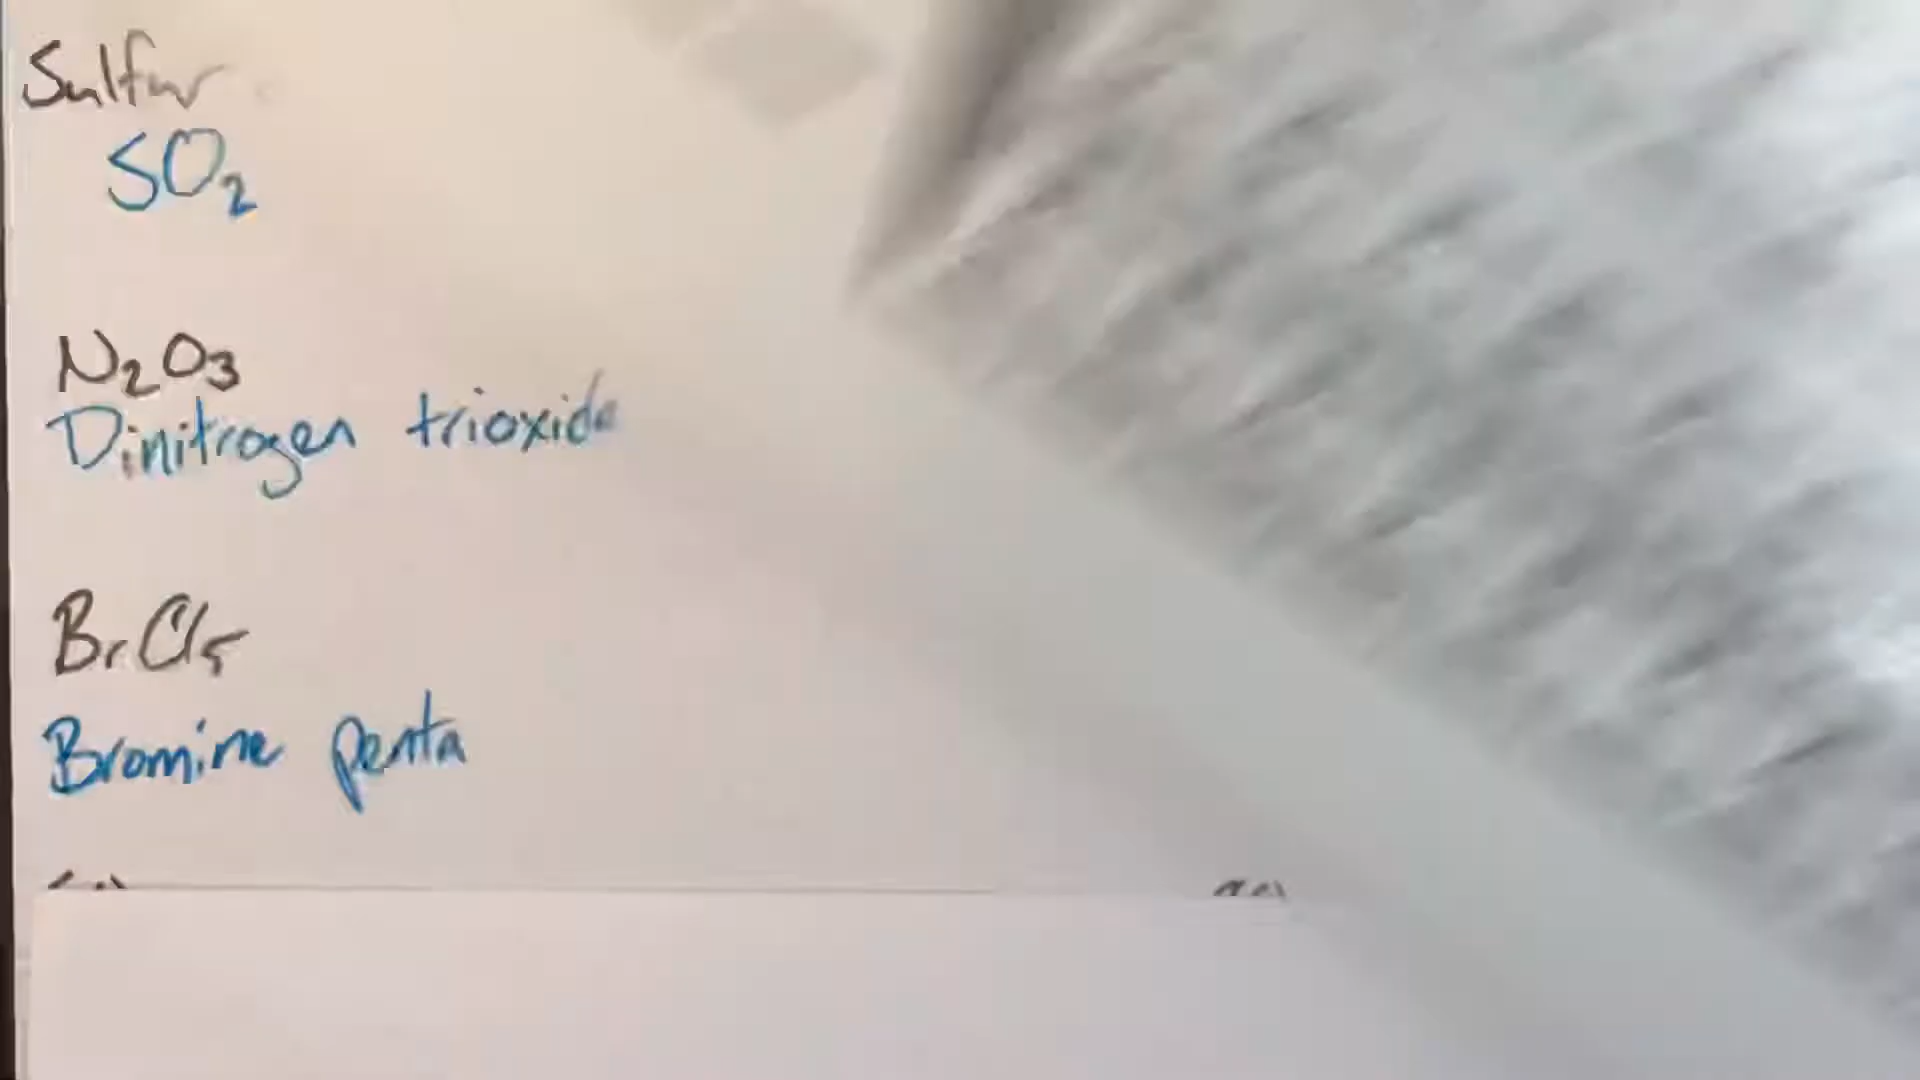 Sulfur
SO₂
N₂O₃
Dinitrogen trioxide
BrCl₅
Bromine penta